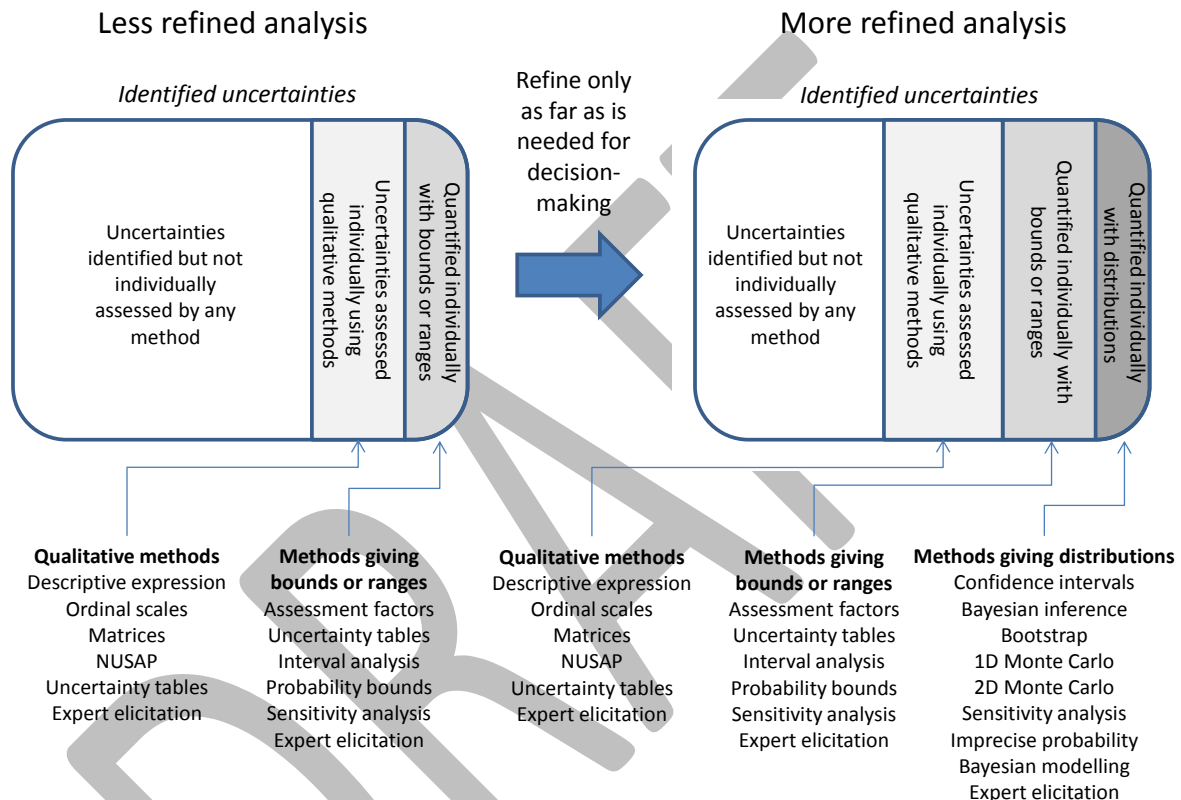 Less refined analysis
More refined analysis
Identified uncertainties
Identified uncertainties
Refine only
as far as is
needed for
decision-
making
Uncertainties
identified but not
individually
assessed by any
method
Uncertainties assessed
individually using
qualitative methods
Quantified individually
with bounds or ranges
Uncertainties
identified but not
individually
assessed by any
method
Uncertainties assessed
individually using
qualitative methods
Quantified individually with
bounds or ranges
Quantified individually
with distributions
Qualitative methods
Descriptive expression
Ordinal scales
Matrices
NUSAP
Uncertainty tables
Expert elicitation
Methods giving
bounds or ranges
Assessment factors
Uncertainty tables
Interval analysis
Probability bounds
Sensitivity analysis
Expert elicitation
Qualitative methods
Descriptive expression
Ordinal scales
Matrices
NUSAP
Uncertainty tables
Expert elicitation
Methods giving
bounds or ranges
Assessment factors
Uncertainty tables
Interval analysis
Probability bounds
Sensitivity analysis
Expert elicitation
Methods giving distributions
Confidence intervals
Bayesian inference
Bootstrap
1D Monte Carlo
2D Monte Carlo
Sensitivity analysis
Imprecise probability
Bayesian modelling
Expert elicitation
DRAFT